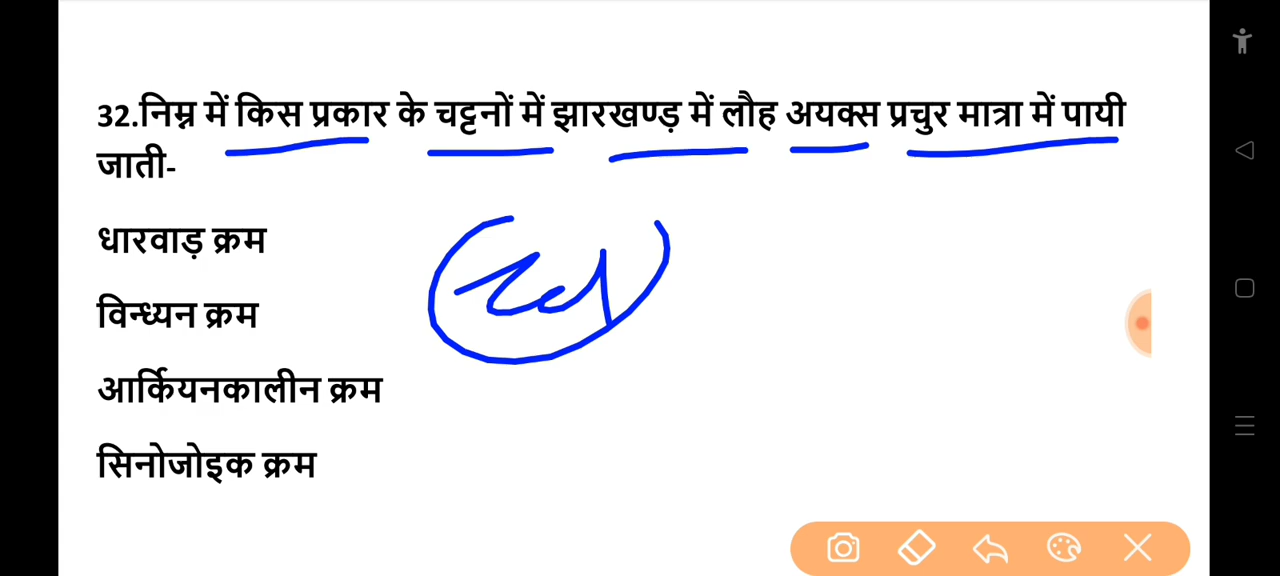 32.निम्न में किस प्रकार के चट्टनों में झारखण्ड में लौह अयक्स प्रचुर मात्रा में पायी
जाती-
धारवाड़ क्रम
विन्ध्यन क्रम
आर्कियनकालीन क्रम
सिनोजोइक क्रम